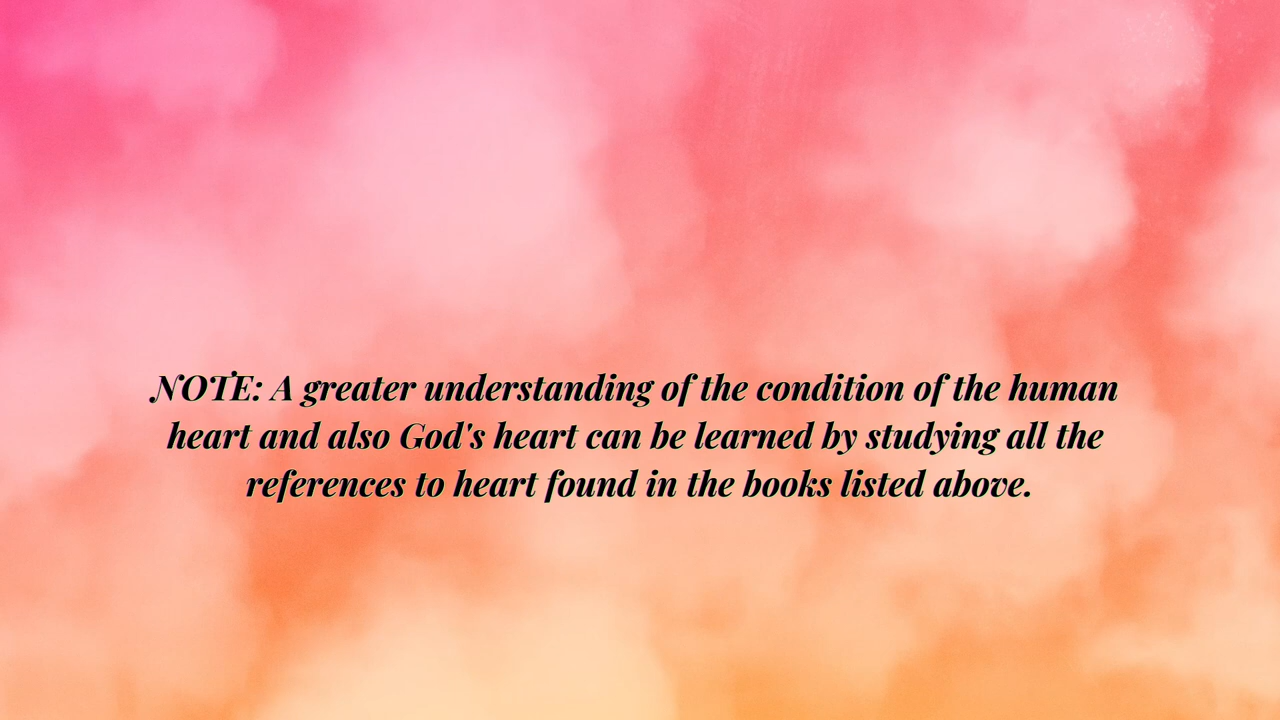 NOTE: A greater understanding of the condition of the human
heart and also God's heart can be learned by studying all the
references to heart found in the books listed above.